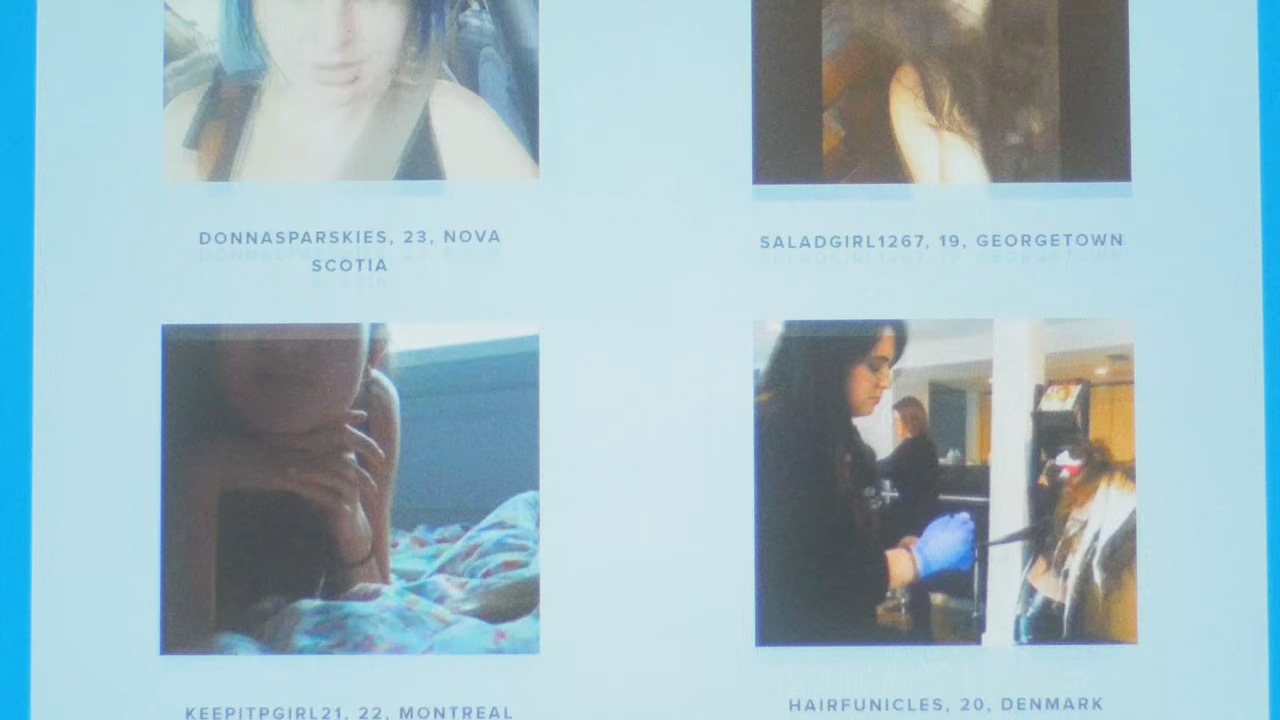 DONNASPARSKIES, 23, NOVA
SCOTIA
SALADGIRL1267, 19, GEORGETOWN
KEEPITPGIRL21, 22, MONTREAL
HAIRFUNICLES, 20, DENMARK